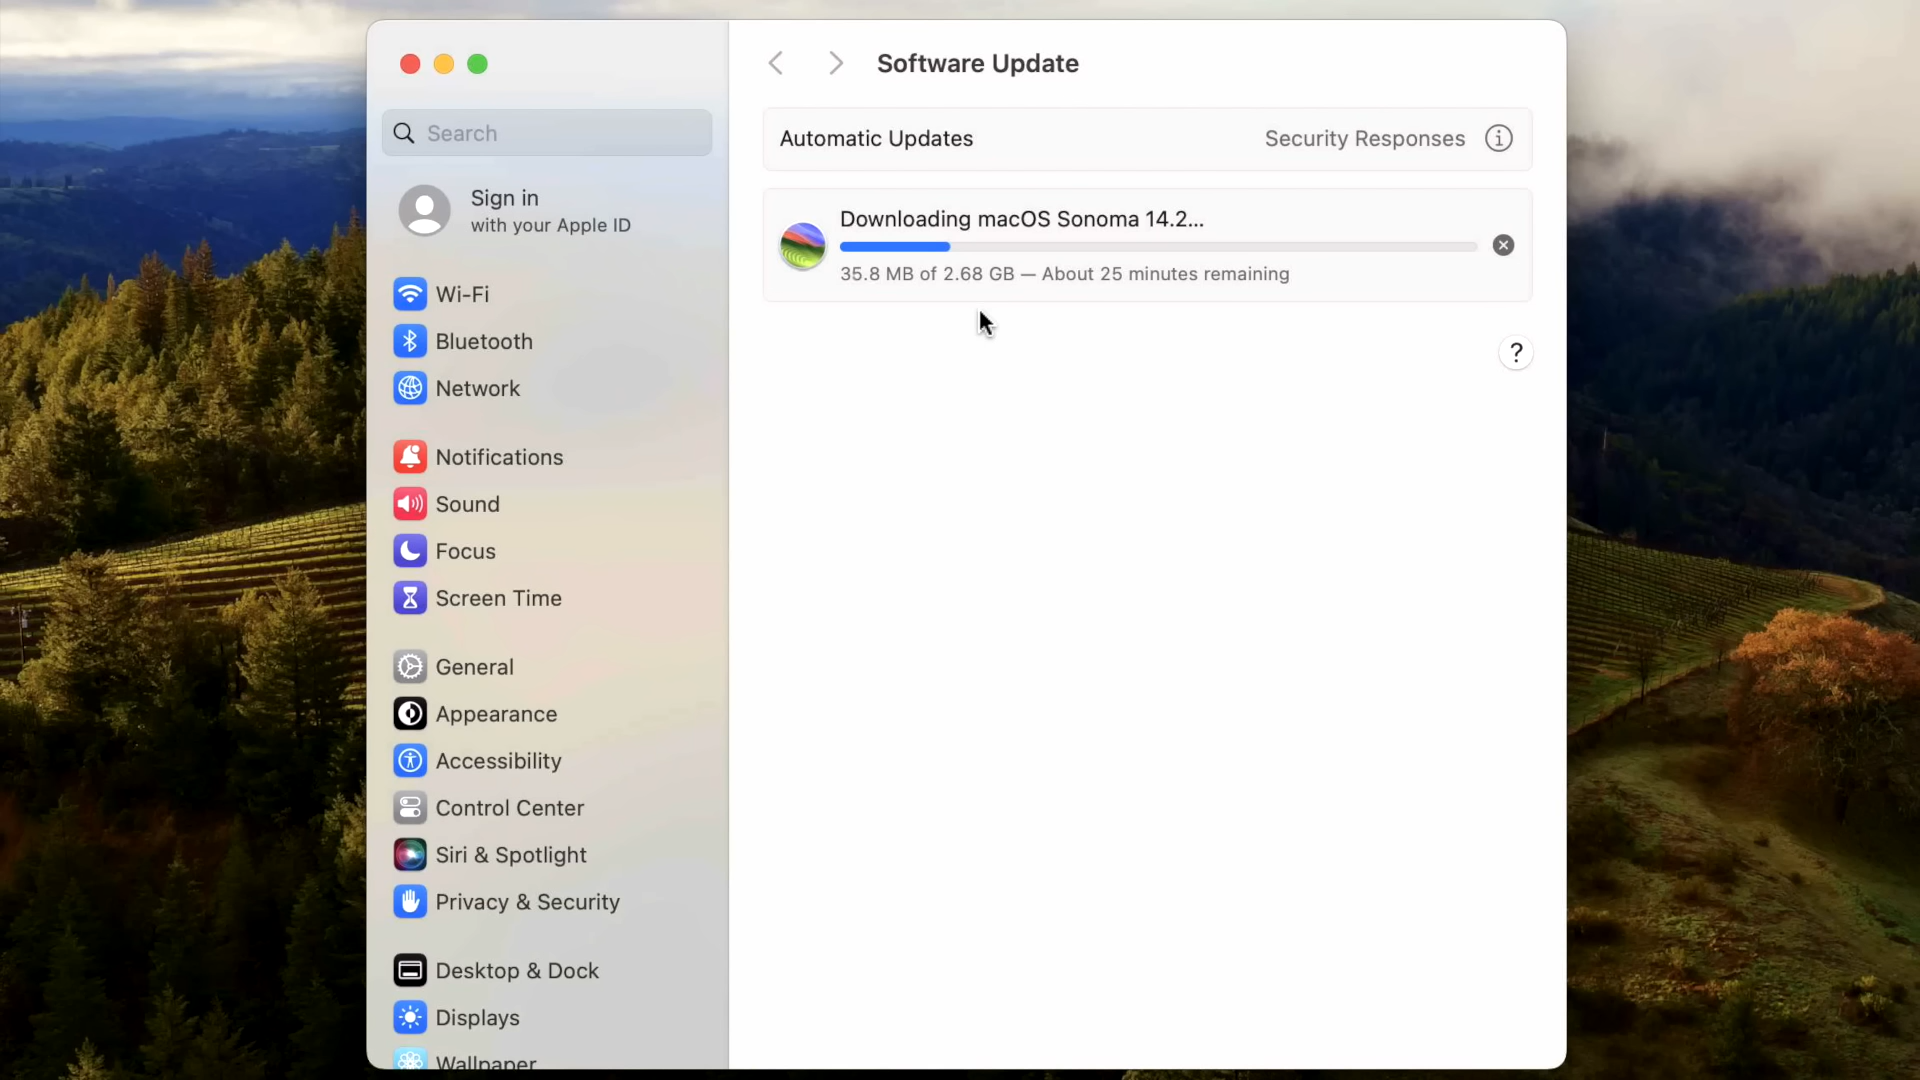 Software Update
Search
Automatic Updates
Security Responses
Sign in
with your Apple ID
Downloading macOS Sonoma 14.2...
35.8 MB of 2.68 GB — About 25 minutes remaining
?
Wi-Fi
Bluetooth
Network
Notifications
Sound
Focus
Screen Time
General
Appearance
Accessibility
Control Center
Siri & Spotlight
Privacy & Security
Desktop & Dock
Displays
Wallpaper